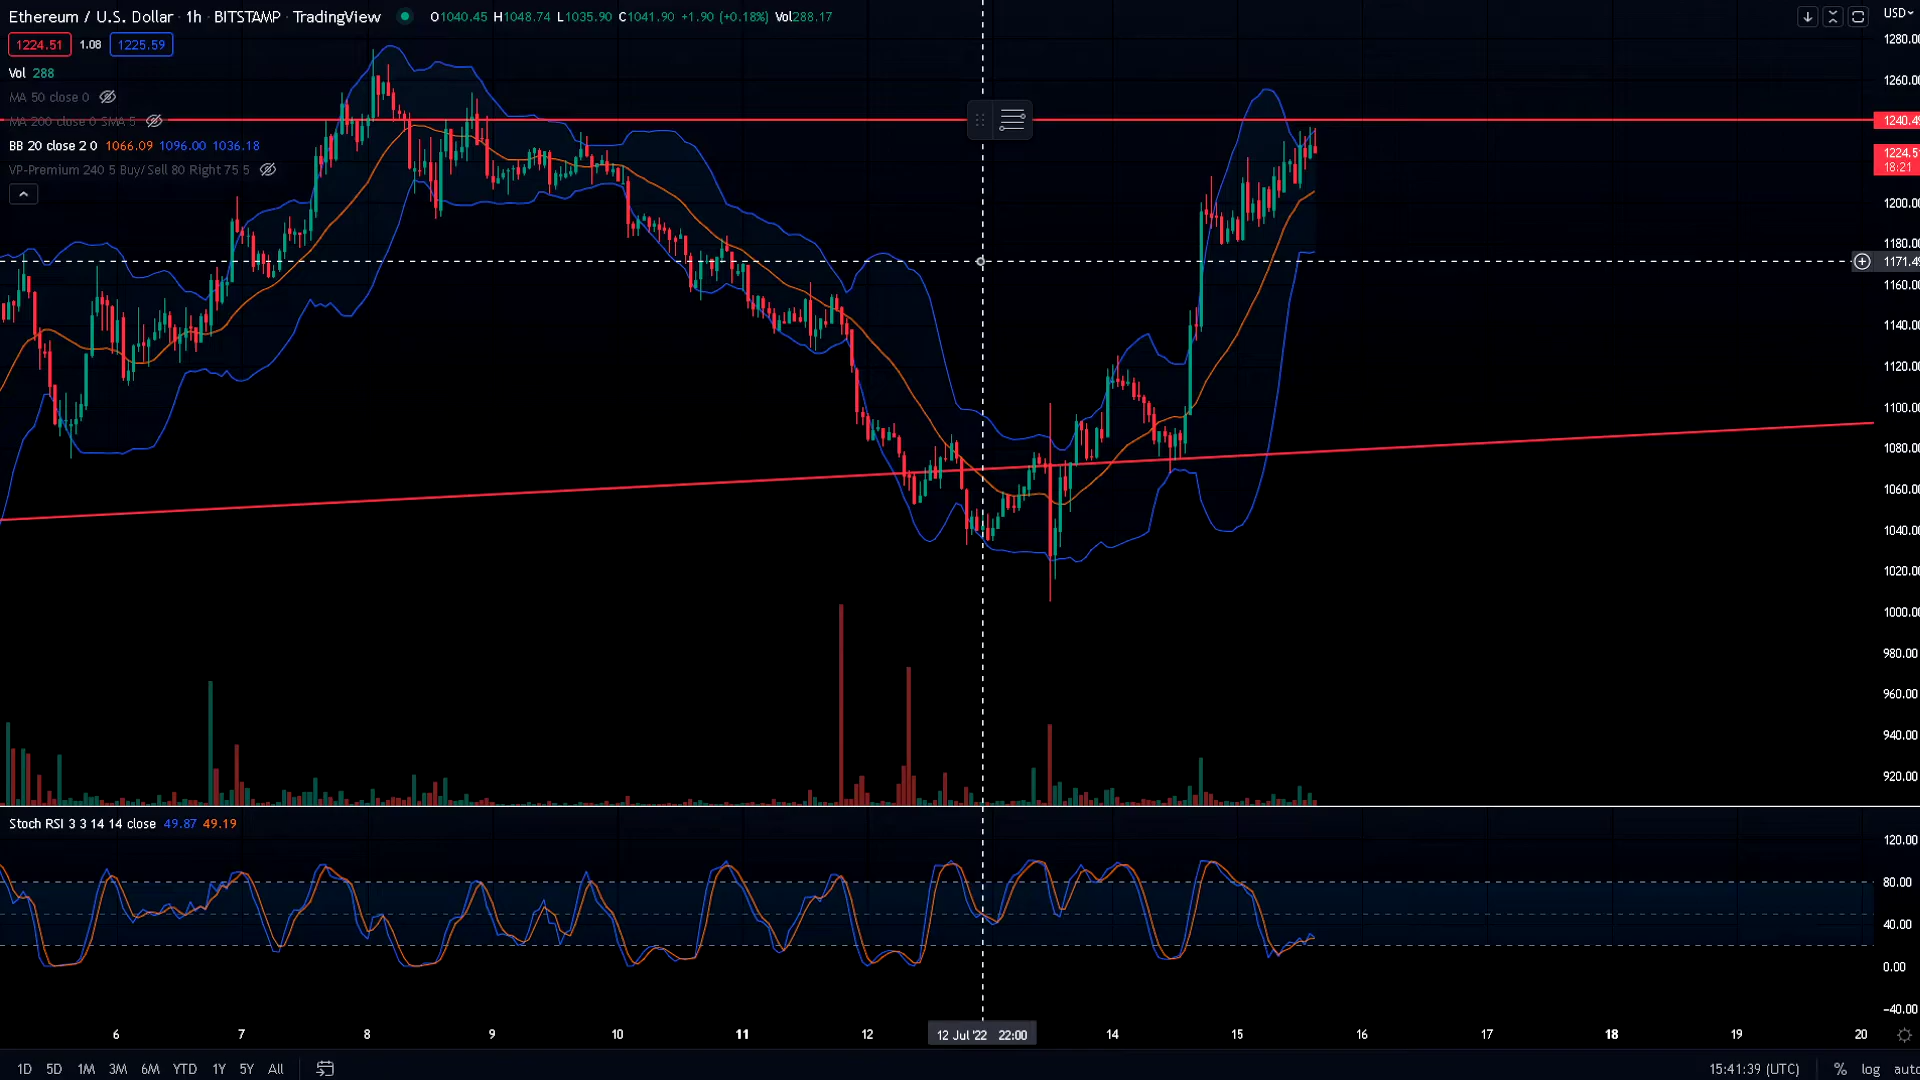 Ethereum / U.S. Dollar · 1h · BITSTAMP · TradingView O1040.45 H1048.74 L1035.90 C1041.90 +1.90 (+0.18%) Vol288.17 USD
1224.51 1.08 1225.59
Vol 288
MA 50 close 0
MA 200 close 0 SMA 5
BB 20 close 2 0 1066.09 1096.00 1036.18
VP-Premium 240 5 Buy/Sell 80 Right 75 5
1280.00
1260.00
1240.49
1224.51
18:21
1200.00
1180.00
1171.49
1160.00
1140.00
1120.00
1100.00
1080.00
1060.00
1040.00
1020.00
1000.00
980.00
960.00
940.00
920.00
Stoch RSI 3 3 14 14 close 49.87 49.19
120.00
80.00
40.00
0.00
-40.00
6 7 8 9 10 11 12 12 Jul '22 22:00 14 15 16 17 18 19 20
1D 5D 1M 3M 6M YTD 1Y 5Y All 15:41:39 (UTC) % log auto